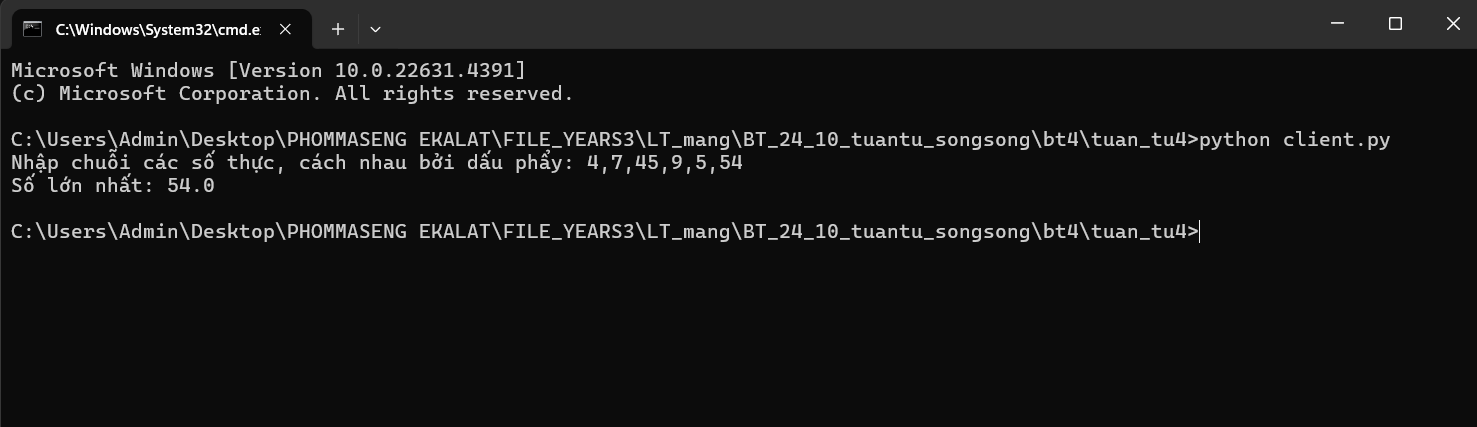 C:\Windows\System32\cmd.e
Microsoft Windows [Version 10.0.22631.4391]
(c) Microsoft Corporation. All rights reserved.
C:\Users\Admin\Desktop\PHOMMASENG EKALAT\FILE_YEARS3\LT_mang\BT_24_10_tuantu_songsong\bt4\tuan_tu4>python client.py
Nhập chuỗi các số thực, cách nhau bởi dấu phẩy: 4,7,45,9,5,54
Số lớn nhất: 54.0
C:\Users\Admin\Desktop\PHOMMASENG EKALAT\FILE_YEARS3\LT_mang\BT_24_10_tuantu_songsong\bt4\tuan_tu4>